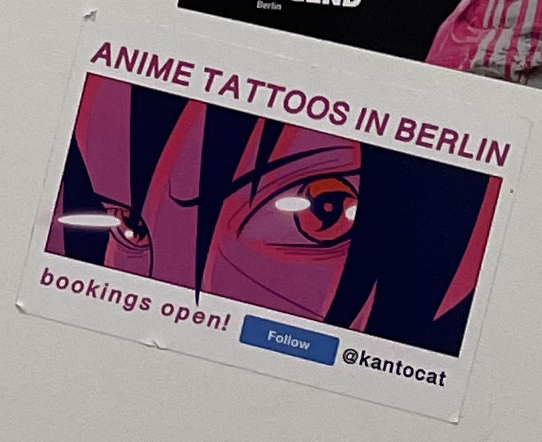 Berlin
ANIME TATTOOS IN BERLIN
bookings open!
Follow
@kantocat